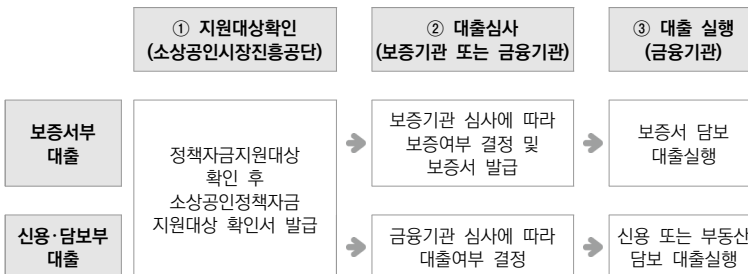 ① 지원대상확인
(소상공인시장진흥공단)
② 대출심사
(보증기관 또는 금융기관)
③ 대출 실행
(금융기관)
보증서부
대출
정책자금지원대상
확인 후
소상공인정책자금
지원대상 확인서 발급
보증기관 심사에 따라
보증여부 결정 및
보증서 발급
보증서 담보
대출실행
신용·담보부
대출
금융기관 심사에 따라
대출여부 결정
신용 또는 부동산
담보 대출실행